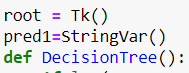 root = Tk()
pred1=StringVar()
def DecisionTree():